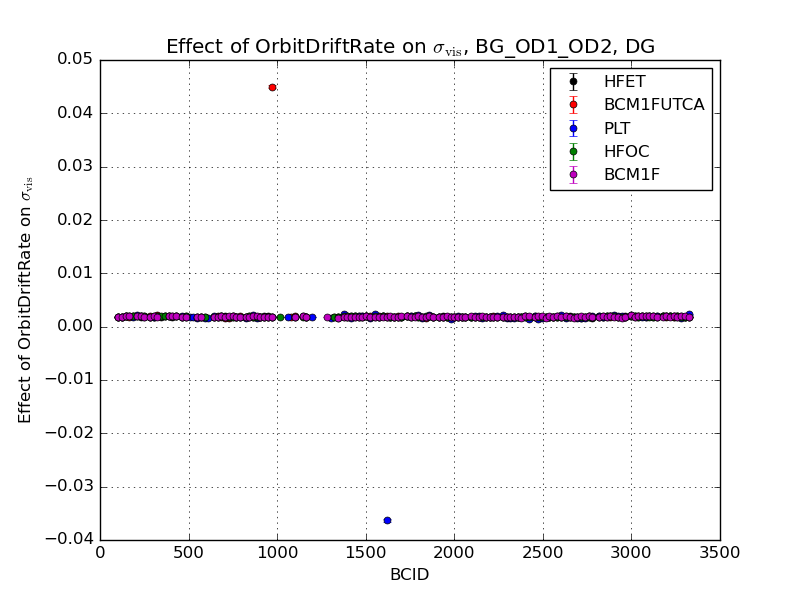 Effect of OrbitDriftRate on σvis, BG_OD1_OD2, DG
0.05
0.04
0.03
0.02
0.01
0.00
−0.01
−0.02
−0.03
−0.04
Effect of OrbitDriftRate on σvis
HFET
BCM1FUTCA
PLT
HFOC
BCM1F
0 500 1000 1500 2000 2500 3000 3500
BCID